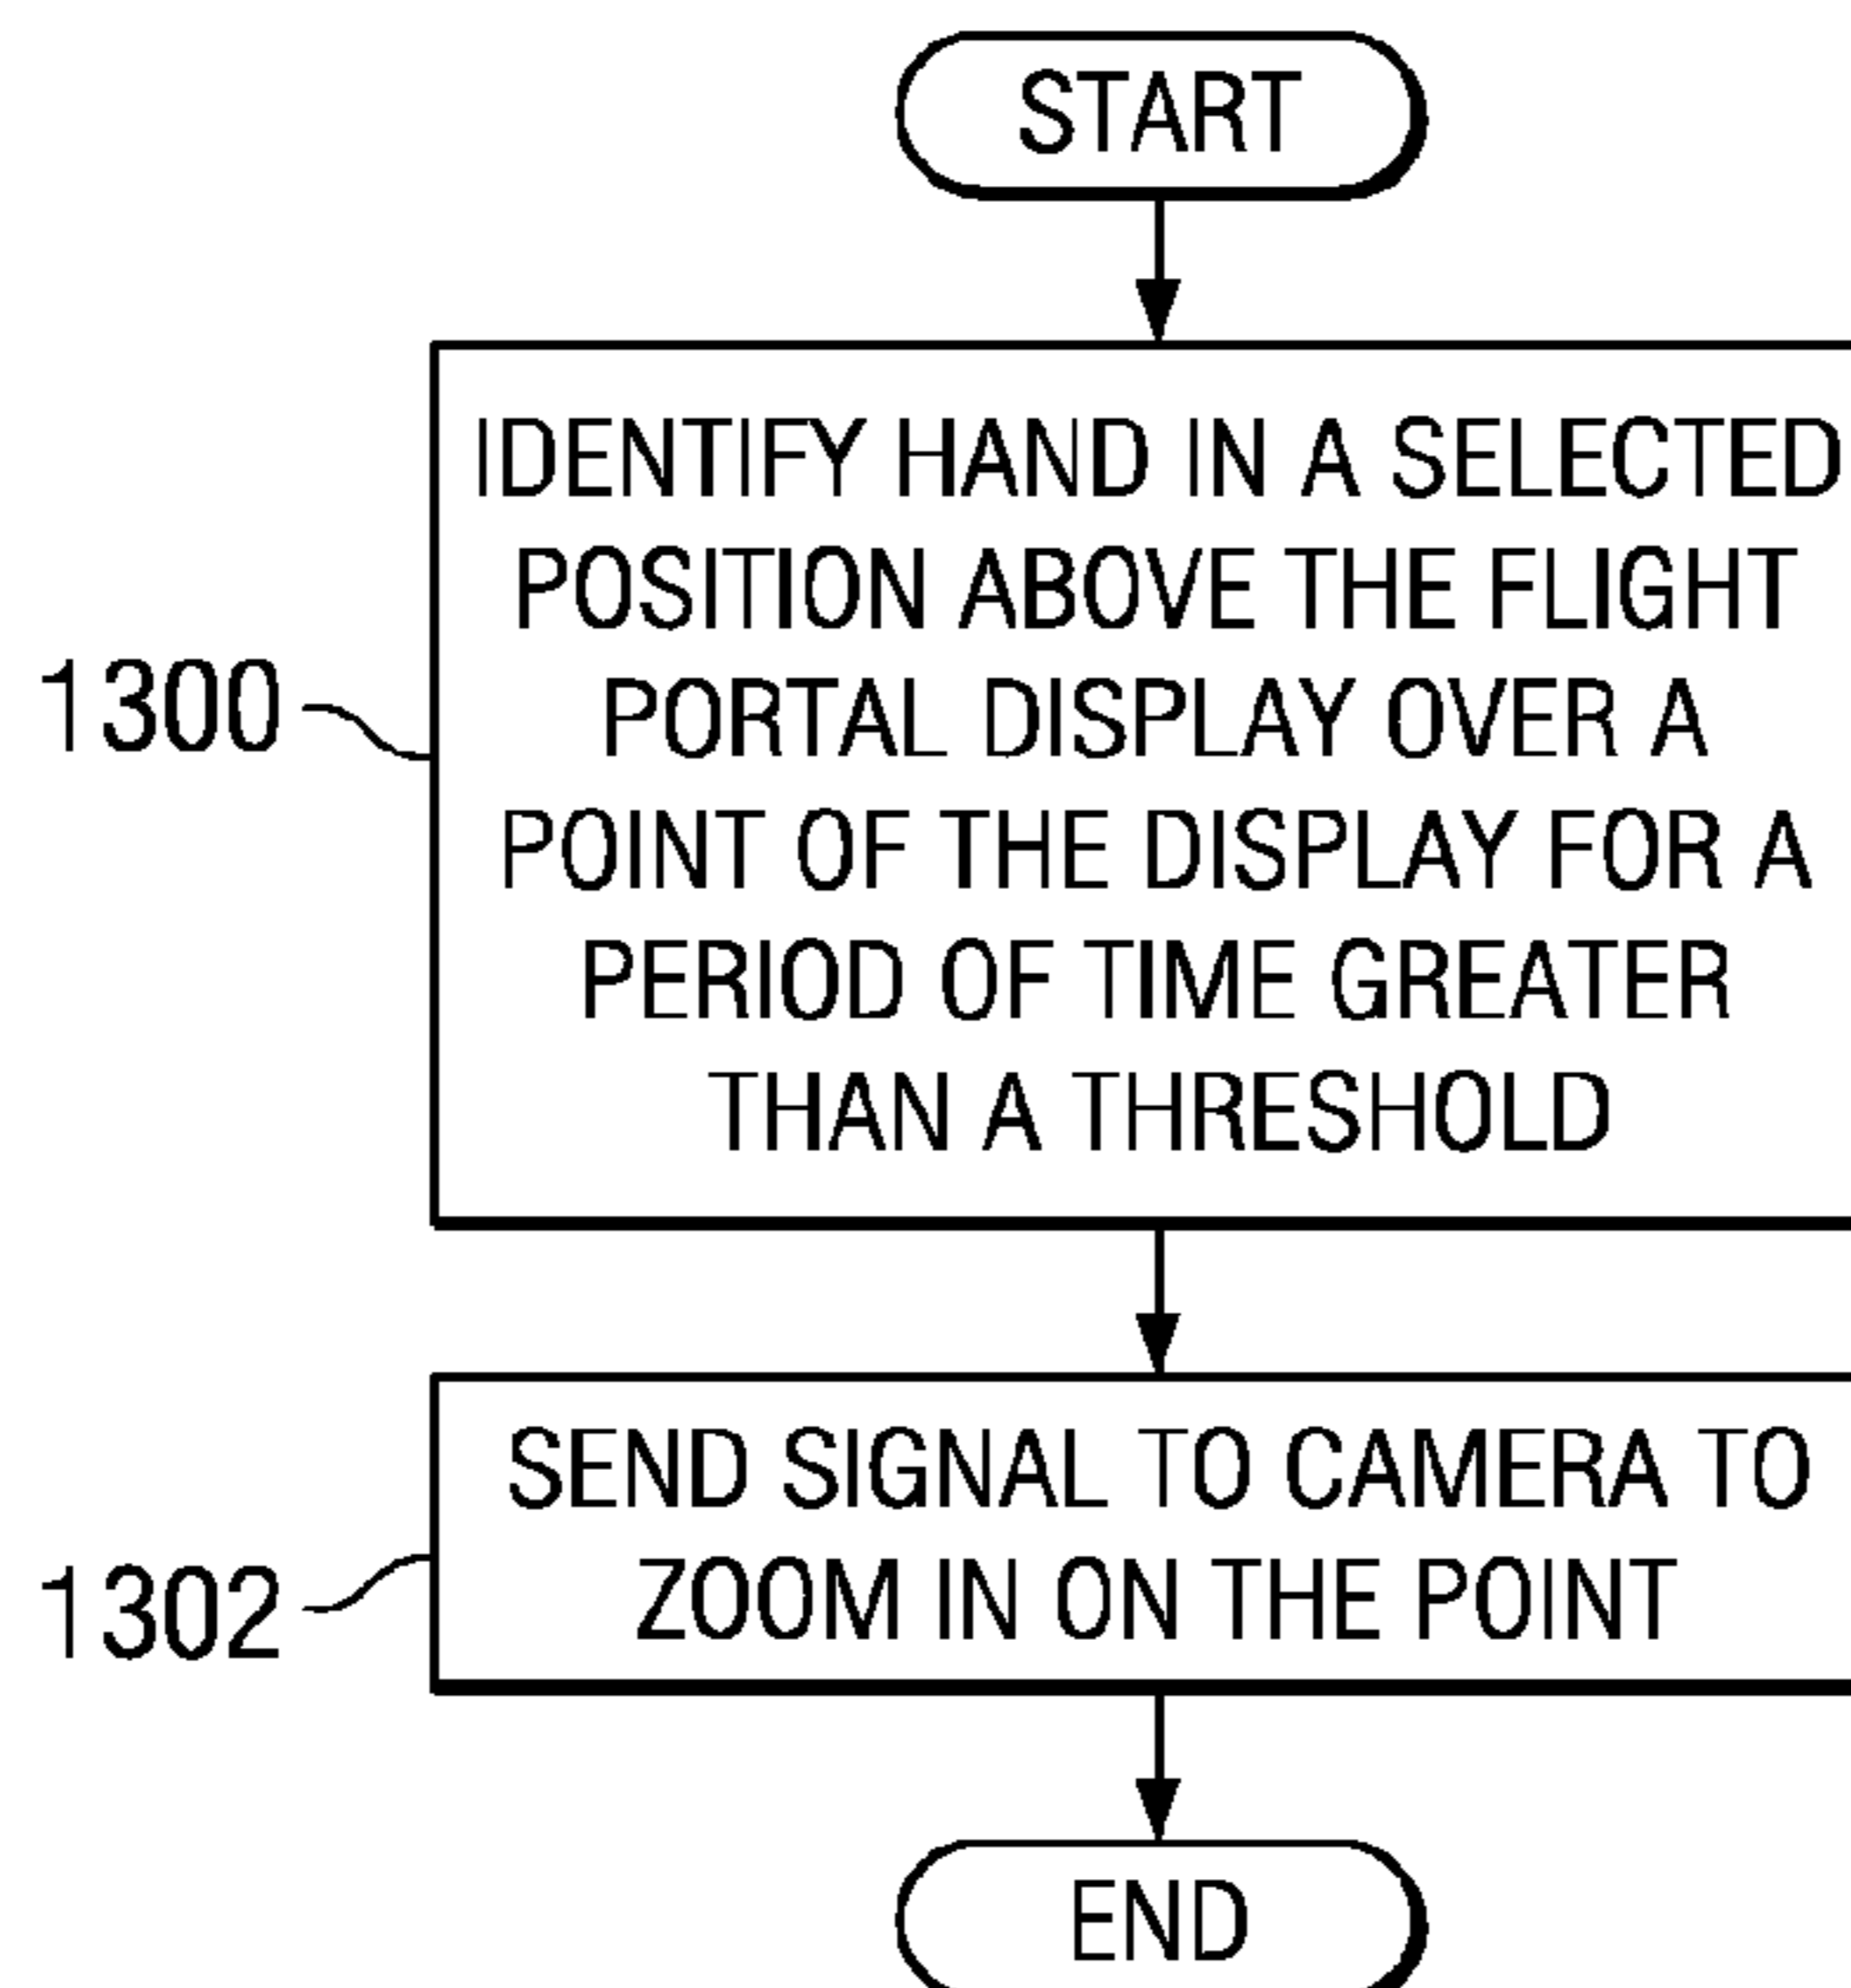 START
IDENTIFY HAND IN A SELECTED
POSITION ABOVE THE FLIGHT
PORTAL DISPLAY OVER A
POINT OF THE DISPLAY FOR A
PERIOD OF TIME GREATER
THAN A THRESHOLD
1300
SEND SIGNAL TO CAMERA TO
ZOOM IN ON THE POINT
1302
END